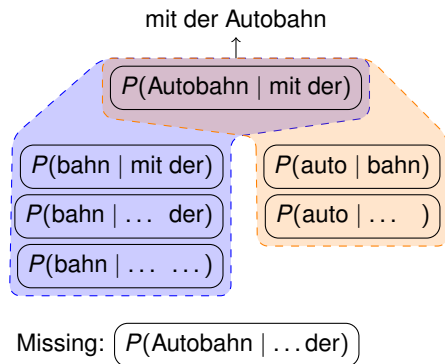 mit der Autobahn
P(Autobahn | mit der)
P(bahn | mit der) P(auto | bahn)
P(bahn | … der) P(auto | … )
P(bahn | … …)
Missing: P(Autobahn | …der)